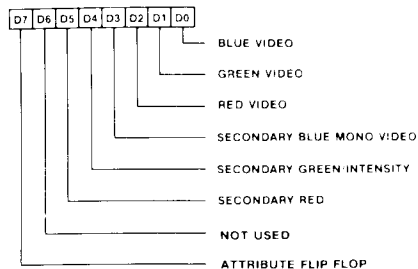 D7 D6 D5 D4 D3 D2 D1 D0
BLUE VIDEO
GREEN VIDEO
RED VIDEO
SECONDARY BLUE MONO VIDEO
SECONDARY GREEN/INTENSITY
SECONDARY RED
NOT USED
ATTRIBUTE FLIP FLOP